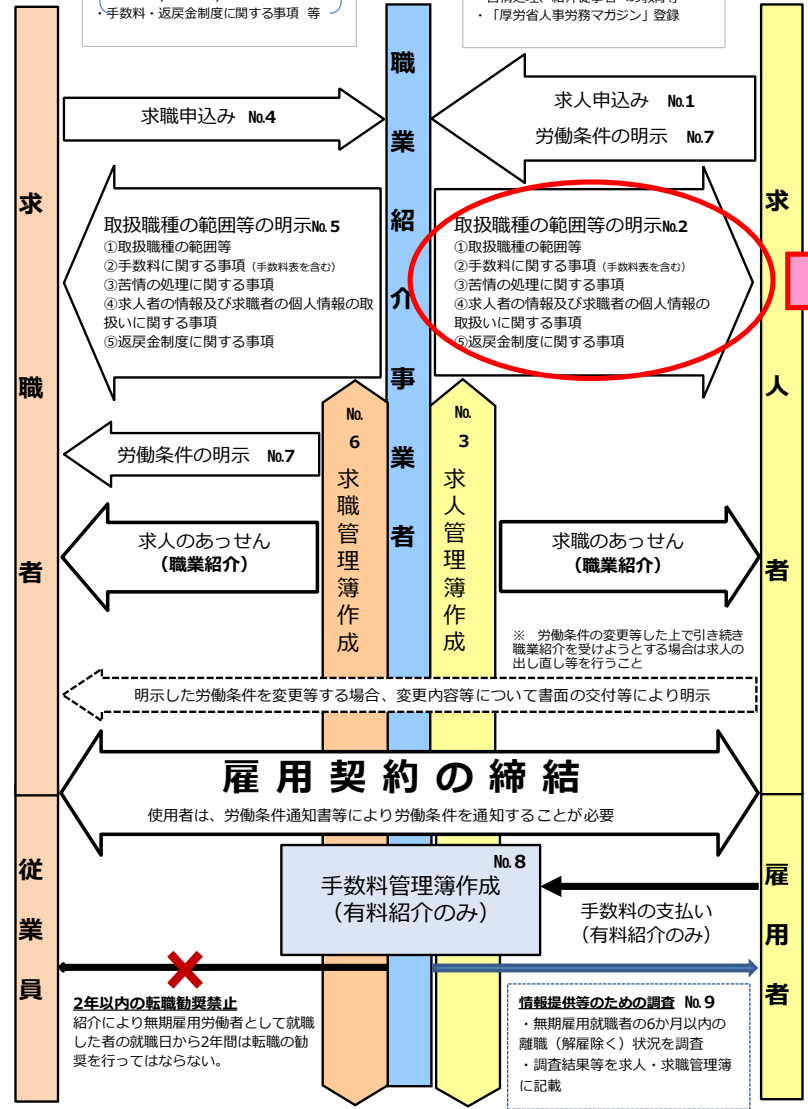 ・手数料・返戻金制度に関する事項 等
・「厚労省人事労務マガジン」登録
職業紹介事業者
求職者
求人者
求職申込み №4
求人申込み №1
労働条件の明示 №7
取扱職種の範囲等の明示№5
①取扱職種の範囲等
②手数料に関する事項（手数料表を含む）
③苦情の処理に関する事項
④求人者の情報及び求職者の個人情報の取
扱いに関する事項
⑤返戻金制度に関する事項
取扱職種の範囲等の明示№2
①取扱職種の範囲等
②手数料に関する事項（手数料表を含む）
③苦情の処理に関する事項
④求人者の情報及び求職者の個人情報の
取扱いに関する事項
⑤返戻金制度に関する事項
№6 求職管理簿作成
№3 求人管理簿作成
労働条件の明示 №7
求人のあっせん
（職業紹介）
求職のあっせん
（職業紹介）
※ 労働条件の変更等した上で引き続き
職業紹介を受けようとする場合は求人の
出し直し等を行うこと
明示した労働条件を変更等する場合、変更内容等について書面の交付等により明示
雇用契約の締結
使用者は、労働条件通知書等により労働条件を通知することが必要
従業員
雇用者
№8
手数料管理簿作成
（有料紹介のみ）
手数料の支払い
（有料紹介のみ）
2年以内の転職勧奨禁止
紹介により無期雇用労働者として就職
した者の就職日から2年間は転職の勧
奨を行ってはならない。
情報提供等のための調査 №9
・無期雇用就職者の6か月以内の
離職（解雇除く）状況を調査
・調査結果等を求人・求職管理簿
に記載